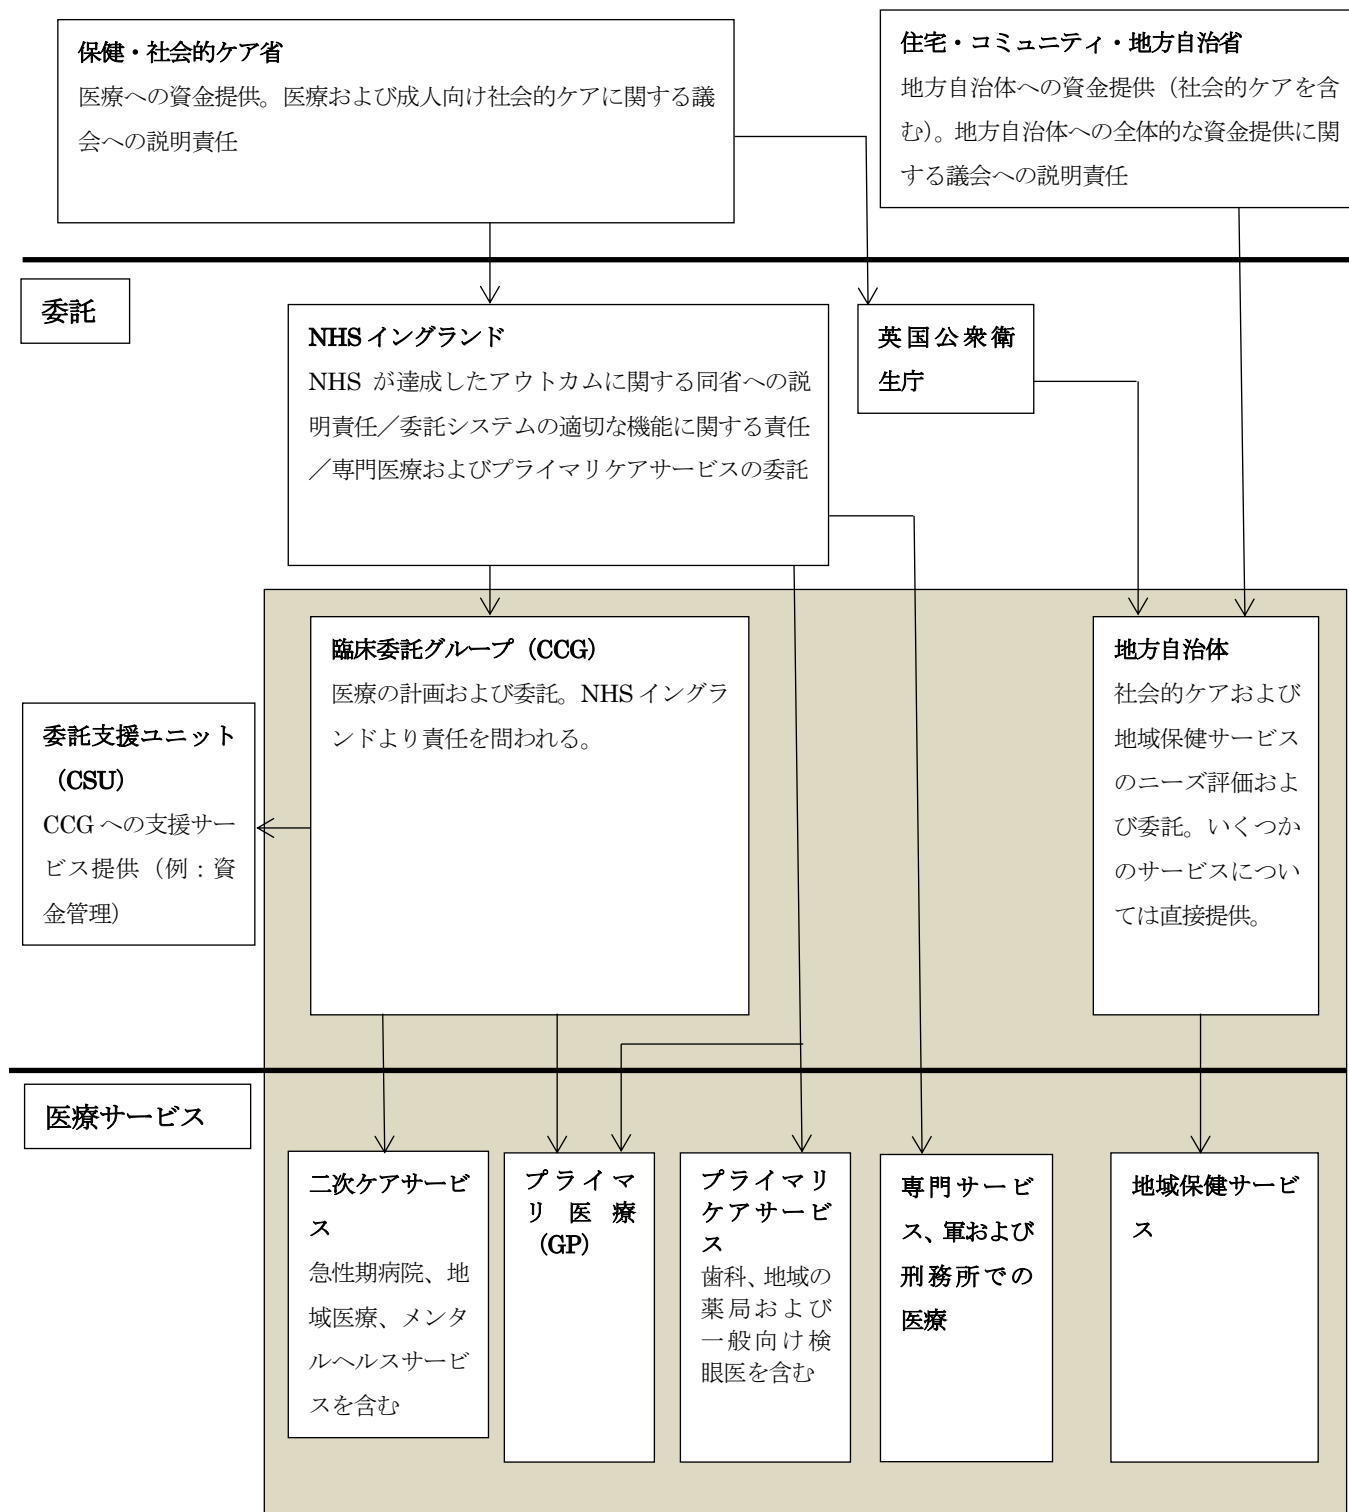 保健・社会的ケア省
医療への資金提供。医療および成人向け社会的ケアに関する議
会への説明責任
住宅・コミュニティ・地方自治省
地方自治体への資金提供（社会的ケアを含
む）。地方自治体への全体的な資金提供に関
する議会への説明責任
委託
NHS イングランド
NHS が達成したアウトカムに関する同省への説
明責任／委託システムの適切な機能に関する責任
／専門医療およびプライマリケアサービスの委託
英国公衆衛
生庁
臨床委託グループ（CCG）
医療の計画および委託。NHS イングラ
ンドより責任を問われる。
地方自治体
社会的ケアおよび
地域保健サービス
のニーズ評価およ
び委託。いくつか
のサービスについ
ては直接提供。
委託支援ユニット
（CSU）
CCG への支援サー
ビス提供（例：資
金管理）
医療サービス
二次ケアサービ
ス
急性期病院、地
域医療、メンタ
ルヘルスサービ
スを含む
プライマ
リ医療
（GP）
プライマリ
ケアサービ
ス
歯科、地域の
薬局および
一般向け検
眼医を含む
専門サービ
ス、軍および
刑務所での
医療
地域保健サービ
ス